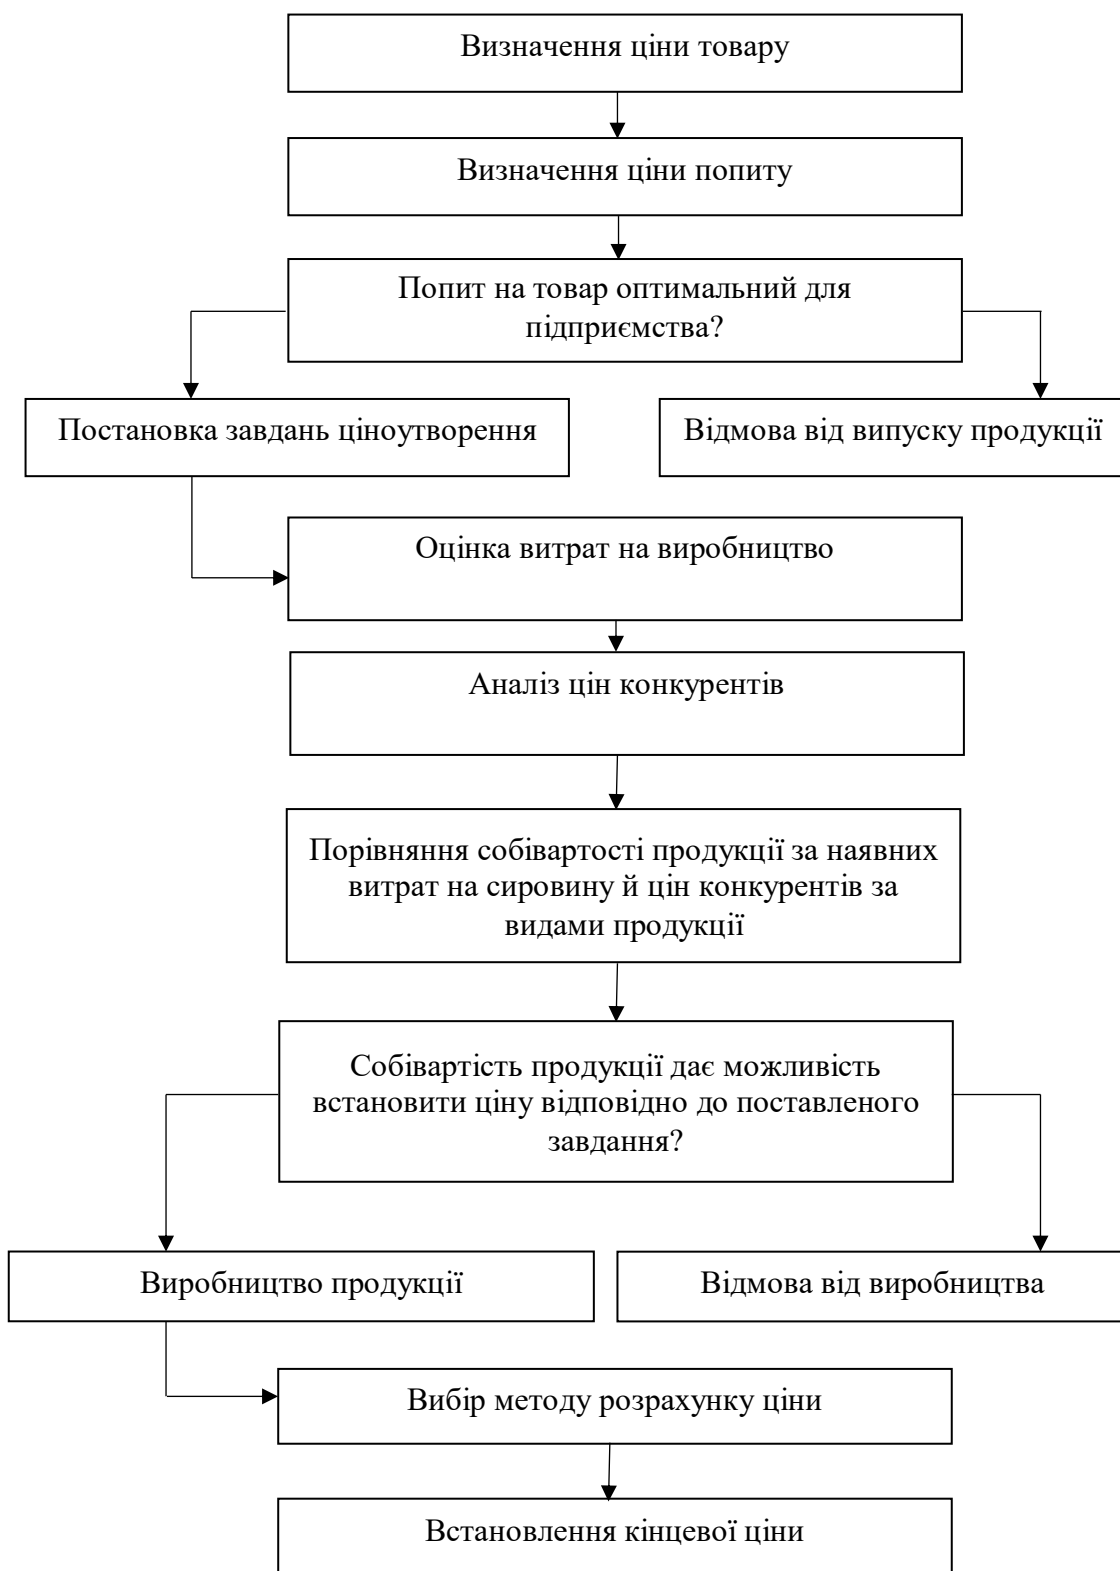 Визначення ціни товару
Визначення ціни попиту
Попит на товар оптимальний для
підприємства?
Постановка завдань ціноутворення
Відмова від випуску продукції
Оцінка витрат на виробництво
Аналіз цін конкурентів
Порівняння собівартості продукції за наявних
витрат на сировину й цін конкурентів за
видами продукції
Собівартість продукції дає можливість
встановити ціну відповідно до поставленого
завдання?
Виробництво продукції
Відмова від виробництва
Вибір методу розрахунку ціни
Встановлення кінцевої ціни